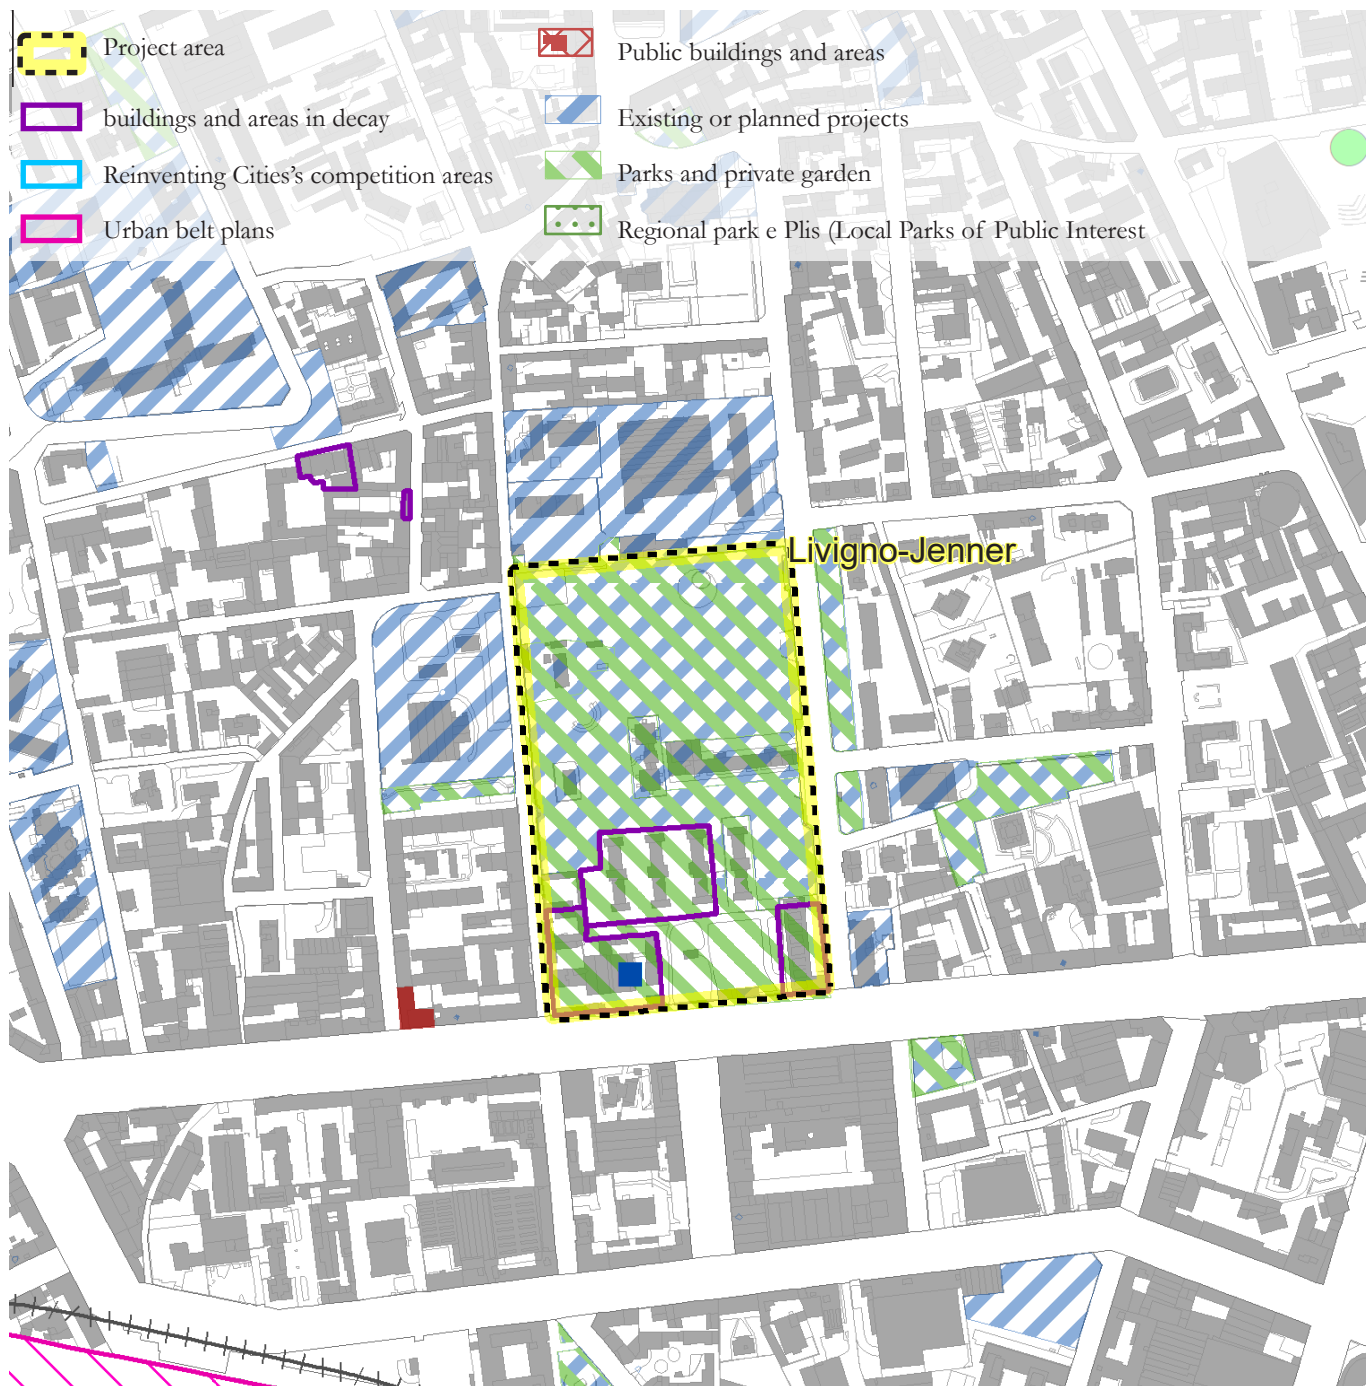 Project area
buildings and areas in decay
Reinventing Cities's competition areas
Urban belt plans
Public buildings and areas
Existing or planned projects
Parks and private garden
Regional park e Plis (Local Parks of Public Interest
Livigno-Jenner